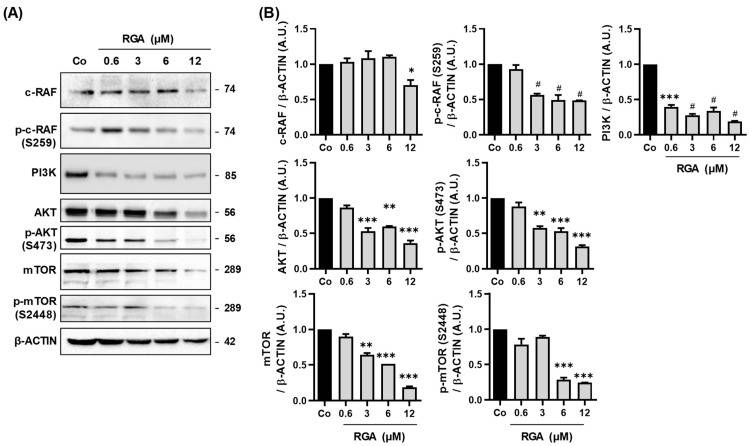 (A)
RGA (µM)
Co 0.6 3 6 12
c-RAF - 74
p-c-RAF - 74
(S259)
PI3K - 85
AKT - 56
p-AKT - 56
(S473)
mTOR - 289
p-mTOR - 289
(S2448)
β-ACTIN - 42
(B)
c-RAF / β-ACTIN (A.U.)
2.0
1.5
1.0
0.5
0.0
*
Co 0.6 3 6 12
p-c-RAF (S259)
/ β-ACTIN (A.U.)
2.0
1.5
1.0
0.5
0.0
# # #
Co 0.6 3 6 12
PI3K / β-ACTIN (A.U.)
1.5
1.0
0.5
0.0
*** # # #
Co 0.6 3 6 12
RGA (µM)
AKT / β-ACTIN (A.U.)
1.5
1.0
0.5
0.0
*** ** ***
Co 0.6 3 6 12
p-AKT (S473)
/ β-ACTIN (A.U.)
1.5
1.0
0.5
0.0
** *** ***
Co 0.6 3 6 12
mTOR
/ β-ACTIN (A.U.)
1.5
1.0
0.5
0.0
** *** ***
Co 0.6 3 6 12
RGA (µM)
p-mTOR (S2448)
/ β-ACTIN (A.U.)
1.5
1.0
0.5
0.0
*** ***
Co 0.6 3 6 12
RGA (µM)